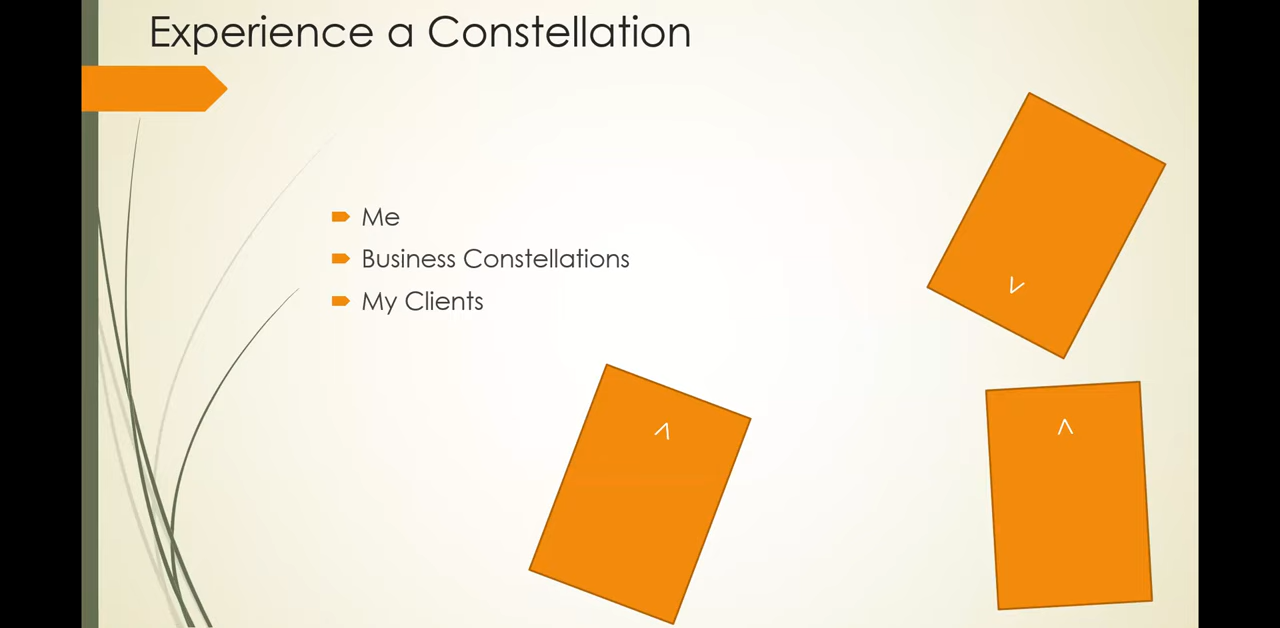 Experience a Constellation
Me
Business Constellations
My Clients
<
<
<